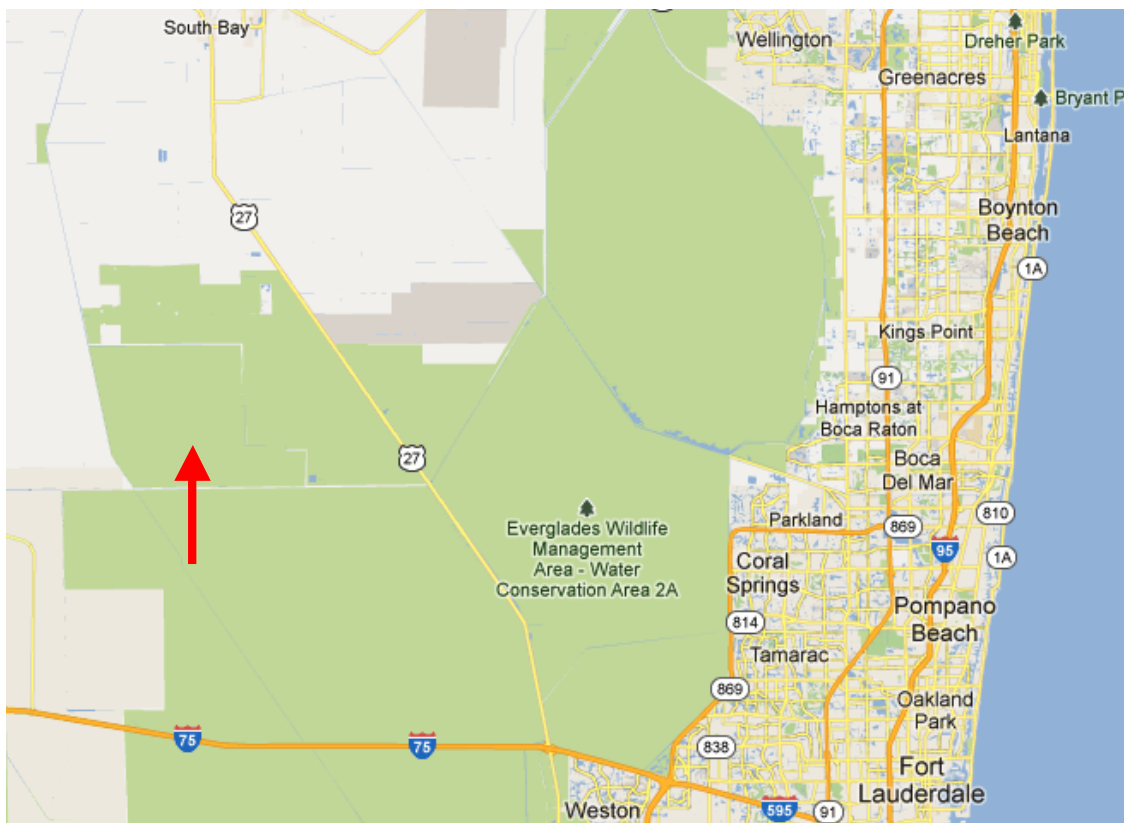 South Bay
Wellington
Dreher Park
Greenacres
Bryant P
Lantana
27
Boynton
Beach
1A
Kings Point
91
Hamptons at
Boca Raton
27
Boca
Del Mar
Everglades Wildlife
Management
Area - Water
Conservation Area 2A
Parkland
869
810
95
1A
Coral
Springs
Pompano
Beach
814
Tamarac
869
Oakland
Park
75
75
838
Fort
Lauderdale
Weston
595
91